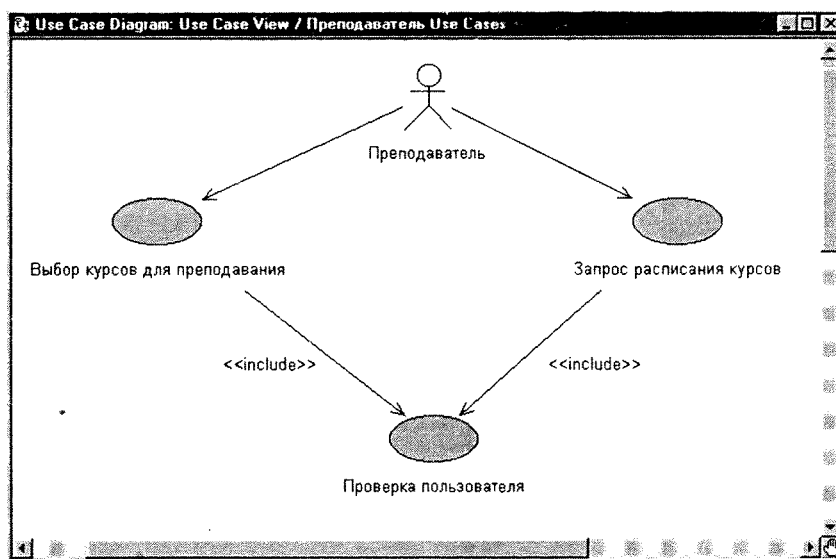 Use Case Diagram: Use Case View / Преподаватель Use Cases
Преподаватель
Выбор курсов для преподавания
Запрос расписания курсов
<<include>>
<<include>>
Проверка пользователя